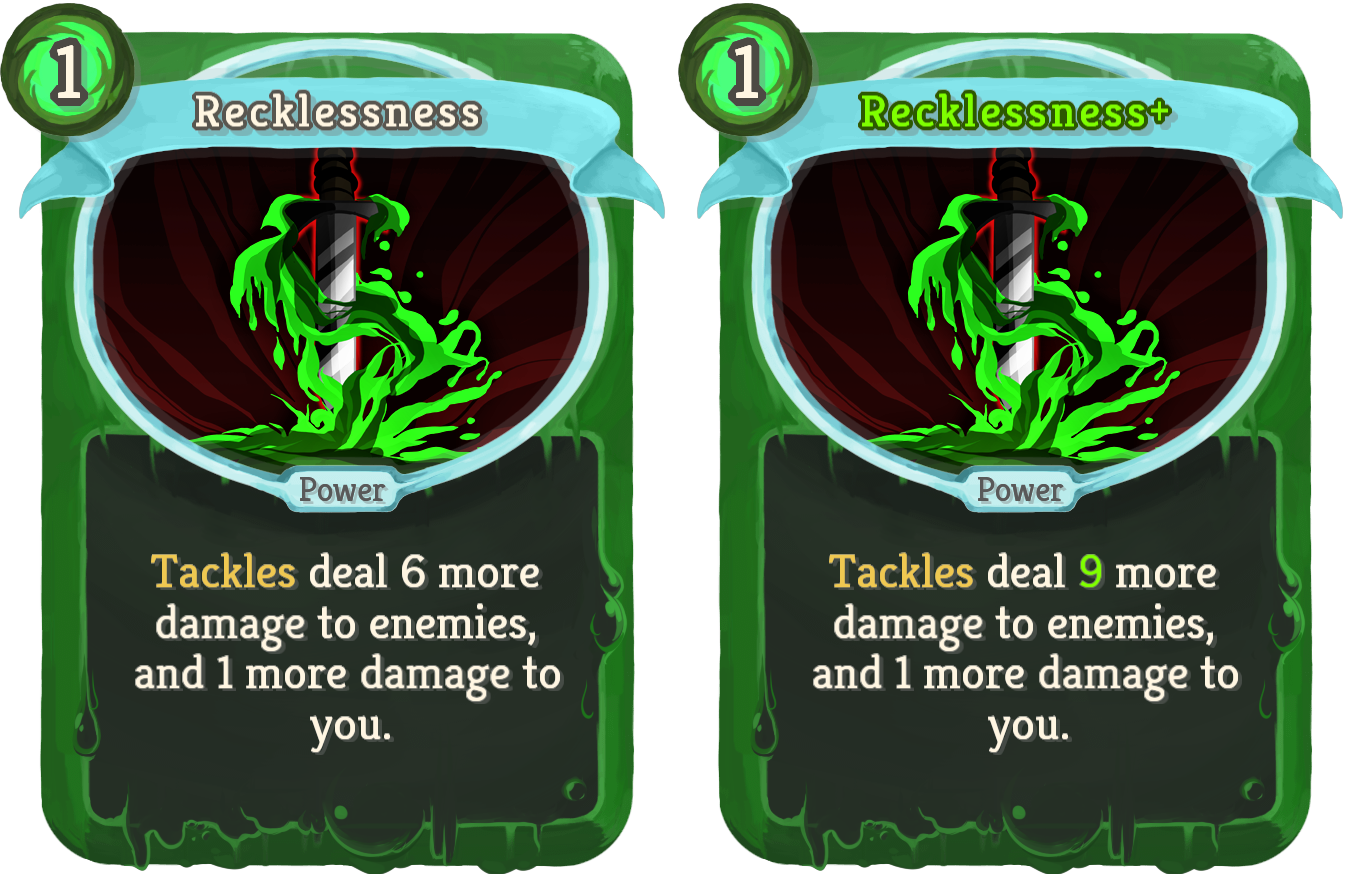 1
Recklessness
Power
Tackles deal 6 more
damage to enemies,
and 1 more damage to
you.
1
Recklessness+
Power
Tackles deal 9 more
damage to enemies,
and 1 more damage to
you.